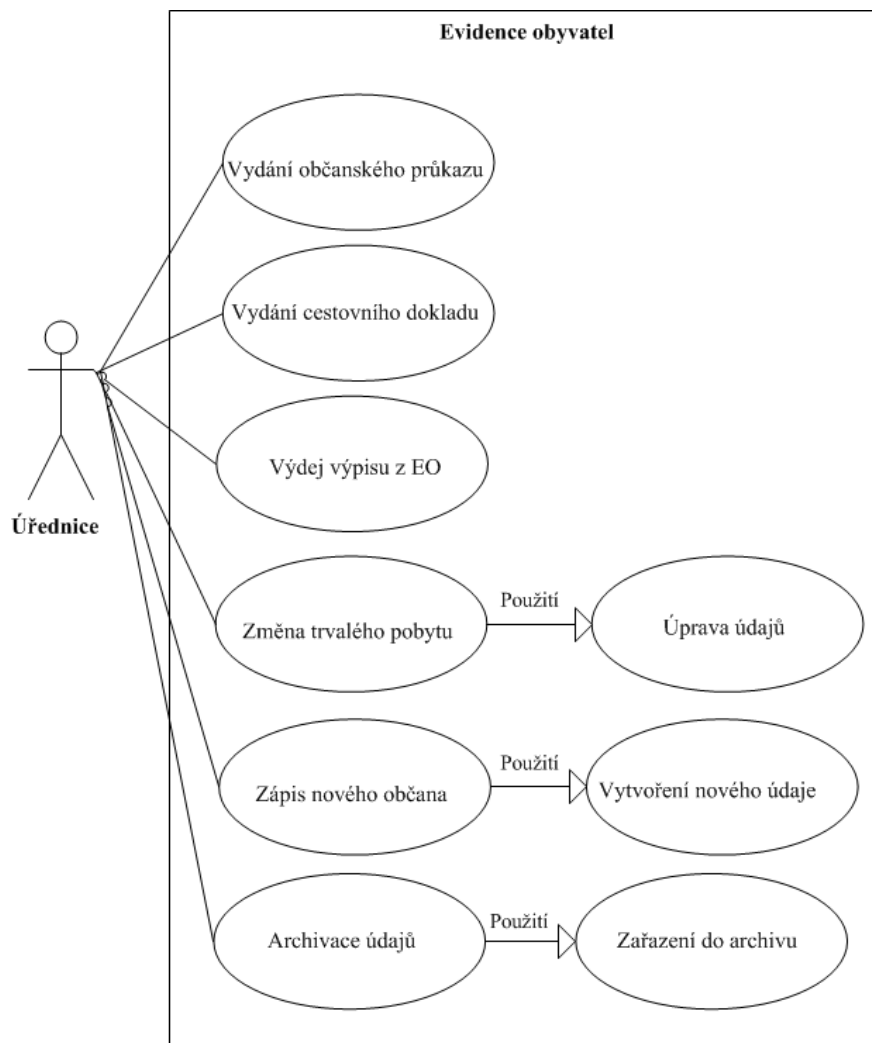 Evidence obyvatel
Vydání občanského průkazu
Vydání cestovního dokladu
Výdej výpisu z EO
Úřednice
Změna trvalého pobytu
Použití
Úprava údajů
Zápis nového občana
Použití
Vytvoření nového údaje
Archivace údajů
Použití
Zařazení do archivu